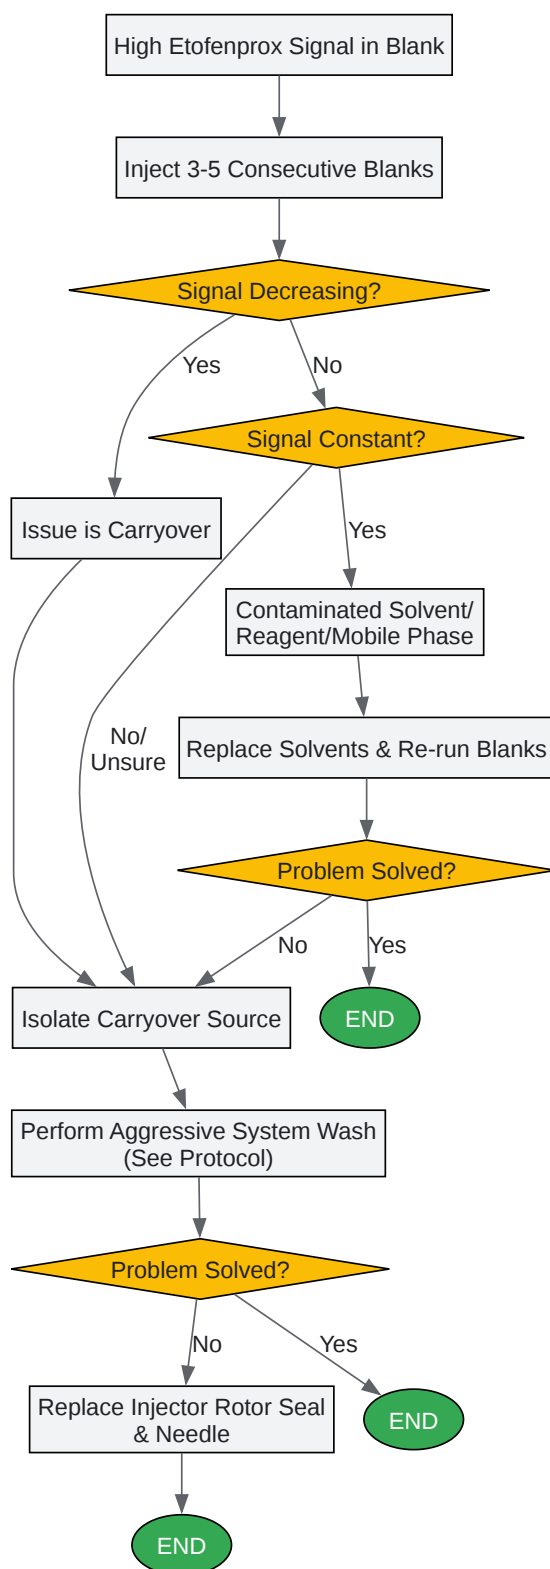 High Etofenprox Signal in Blank
Inject 3-5 Consecutive Blanks
Signal Decreasing?
Yes
No
Signal Constant?
Issue is Carryover
Yes
Contaminated Solvent/
Reagent/Mobile Phase
No/
Unsure
Replace Solvents & Re-run Blanks
Problem Solved?
No
Yes
Isolate Carryover Source
END
Perform Aggressive System Wash
(See Protocol)
Problem Solved?
No
Yes
Replace Injector Rotor Seal
& Needle
END
END